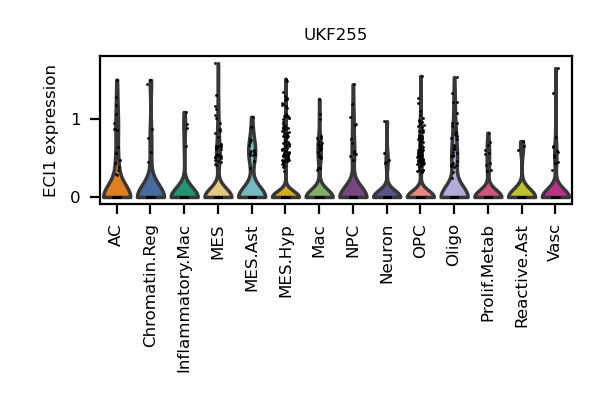 UKF255
ECI1 expression
1
0
AC
Chromatin.Reg
Inflammatory.Mac
MES
MES.Ast
MES.Hyp
Mac
NPC
Neuron
OPC
Oligo
Prolif.Metab
Reactive.Ast
Vasc